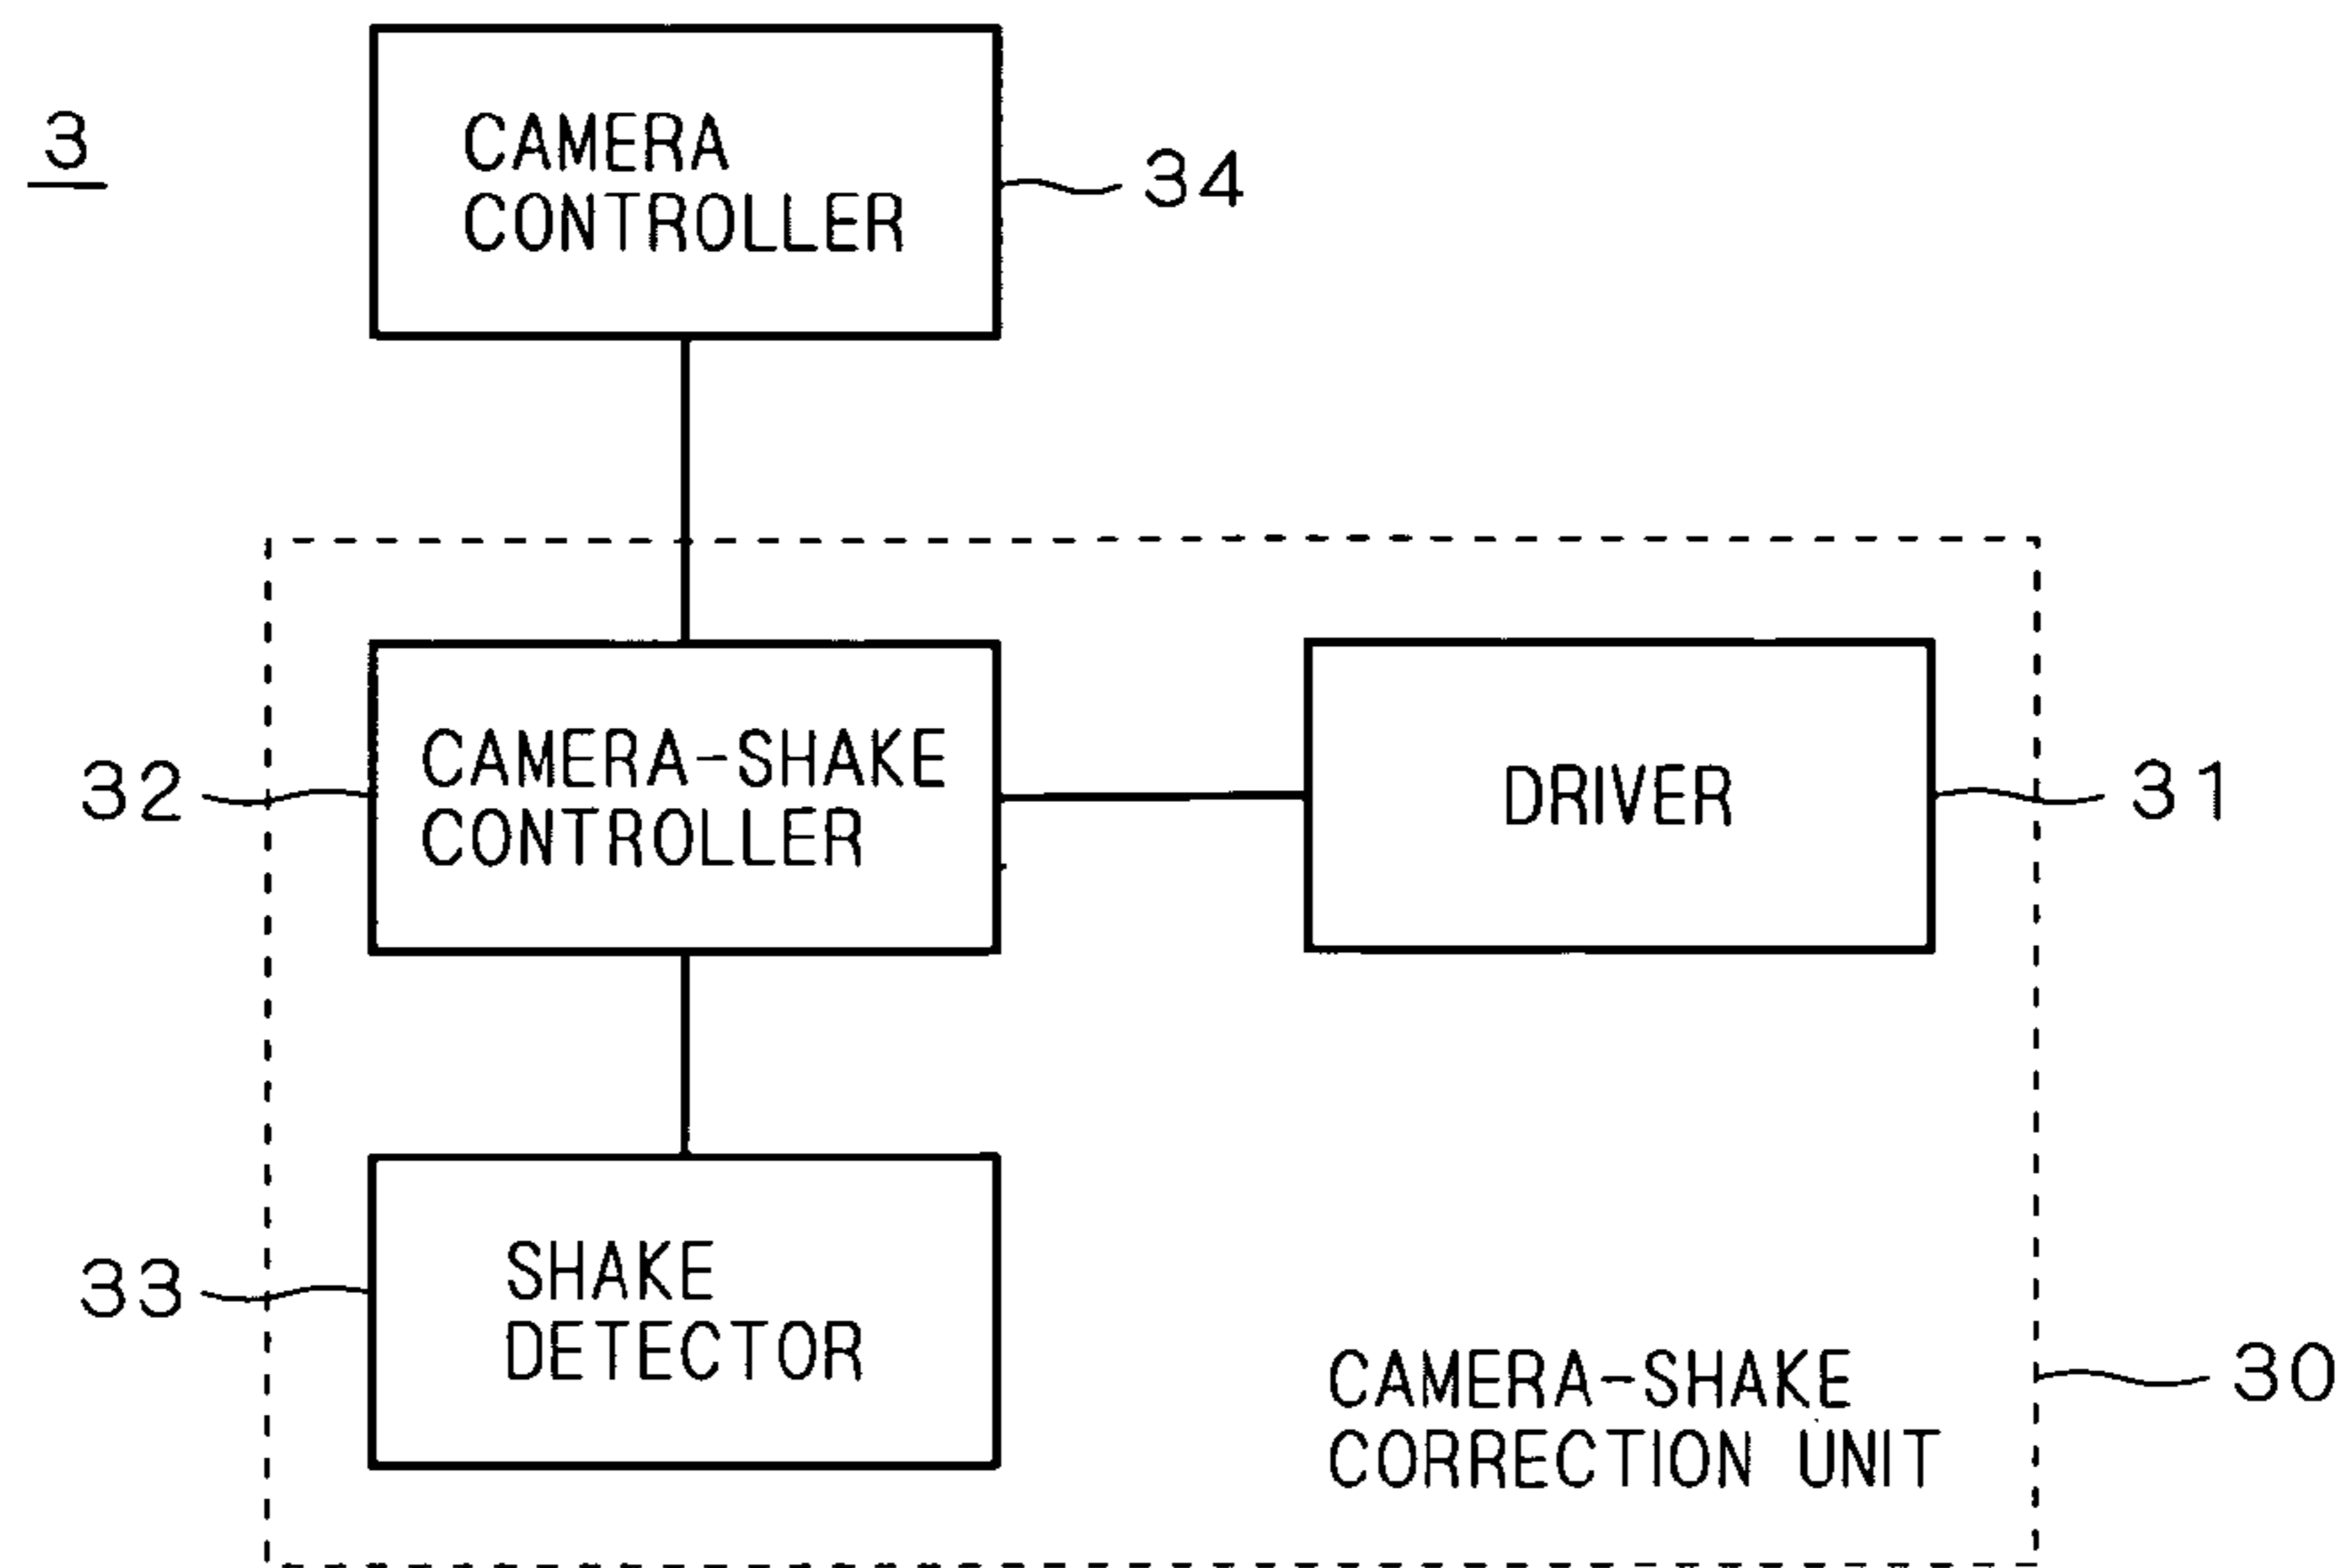 3
CAMERA
CONTROLLER
34
32
CAMERA-SHAKE
CONTROLLER
DRIVER
31
33
SHAKE
DETECTOR
CAMERA-SHAKE
CORRECTION UNIT
30